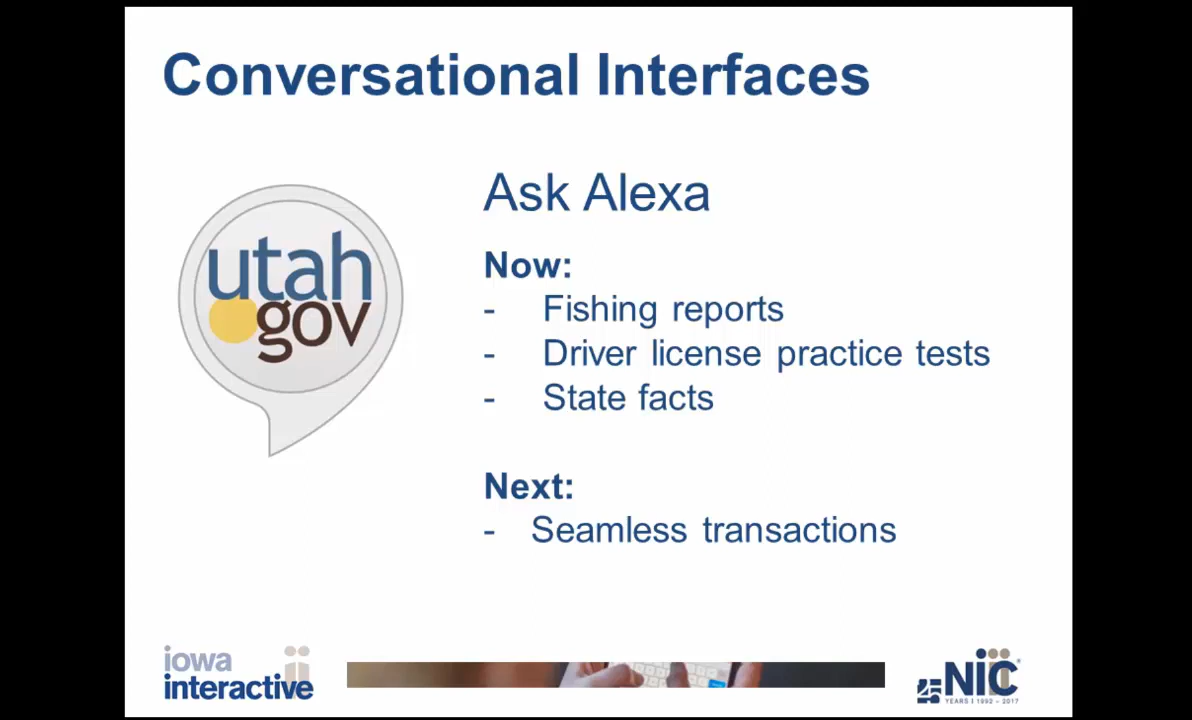 Conversational Interfaces
Ask Alexa
utah
gov
Now:
- Fishing reports
- Driver license practice tests
- State facts
Next:
- Seamless transactions
iowa
interactive
25 NIC
YEARS | 1992 – 2017